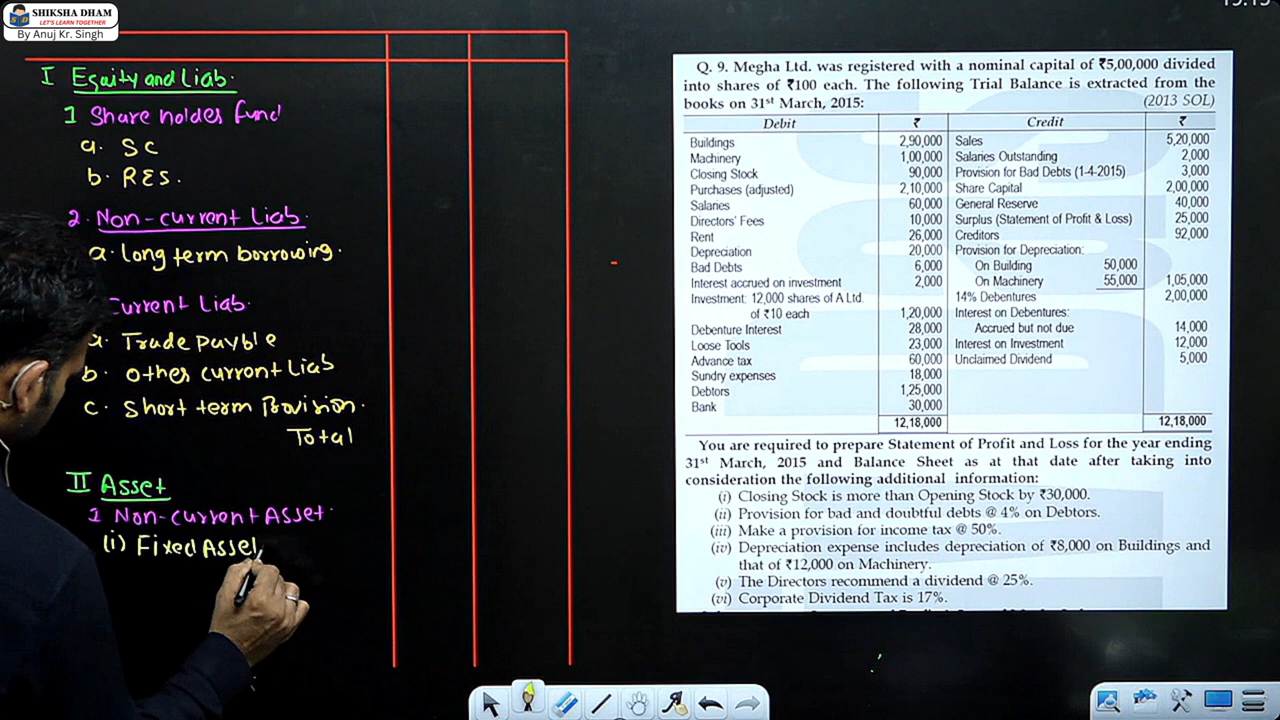 SHIKSHA DHAM
LET'S LEARN TOGETHER
By Anuj Kr. Singh
I Equity and Liab.
1 Share holdes fund
a. SC
b. RES.
2. Non-current Liab.
a. long term borrowing.
Current Liab.
a. Trade payble
b. other current Liab
c. short term Provision.
Total
II Asset
1 Non-current Asset.
(i) Fixed Asset
Q. 9. Megha Ltd. was registered with a nominal capital of ₹5,00,000 divided
into shares of ₹100 each. The following Trial Balance is extracted from the
books on 31st March, 2015: (2013 SOL)
Debit ₹ Credit ₹
Buildings 2,90,000 Sales 5,20,000
Machinery 1,00,000 Salaries Outstanding 2,000
Closing Stock 90,000 Provision for Bad Debts (1-4-2015) 3,000
Purchases (adjusted) 2,10,000 Share Capital 2,00,000
Salaries 60,000 General Reserve 40,000
Directors' Fees 10,000 Surplus (Statement of Profit & Loss) 25,000
Rent 26,000 Creditors 92,000
Depreciation 20,000 Provision for Depreciation:
Bad Debts 6,000 On Building 50,000
Interest accrued on investment 2,000 On Machinery 55,000 1,05,000
Investment: 12,000 shares of A Ltd. 14% Debentures 2,00,000
of ₹10 each 1,20,000 Interest on Debentures:
Debenture Interest 28,000 Accrued but not due 14,000
Loose Tools 23,000 Interest on Investment 12,000
Advance tax 60,000 Unclaimed Dividend 5,000
Sundry expenses 18,000
Debtors 1,25,000
Bank 30,000
12,18,000 12,18,000
You are required to prepare Statement of Profit and Loss for the year ending
31st March, 2015 and Balance Sheet as at that date after taking into
consideration the following additional information:
(i) Closing Stock is more than Opening Stock by ₹30,000.
(ii) Provision for bad and doubtful debts @ 4% on Debtors.
(iii) Make a provision for income tax @ 50%.
(iv) Depreciation expense includes depreciation of ₹8,000 on Buildings and
that of ₹12,000 on Machinery.
(v) The Directors recommend a dividend @ 25%.
(vi) Corporate Dividend Tax is 17%.